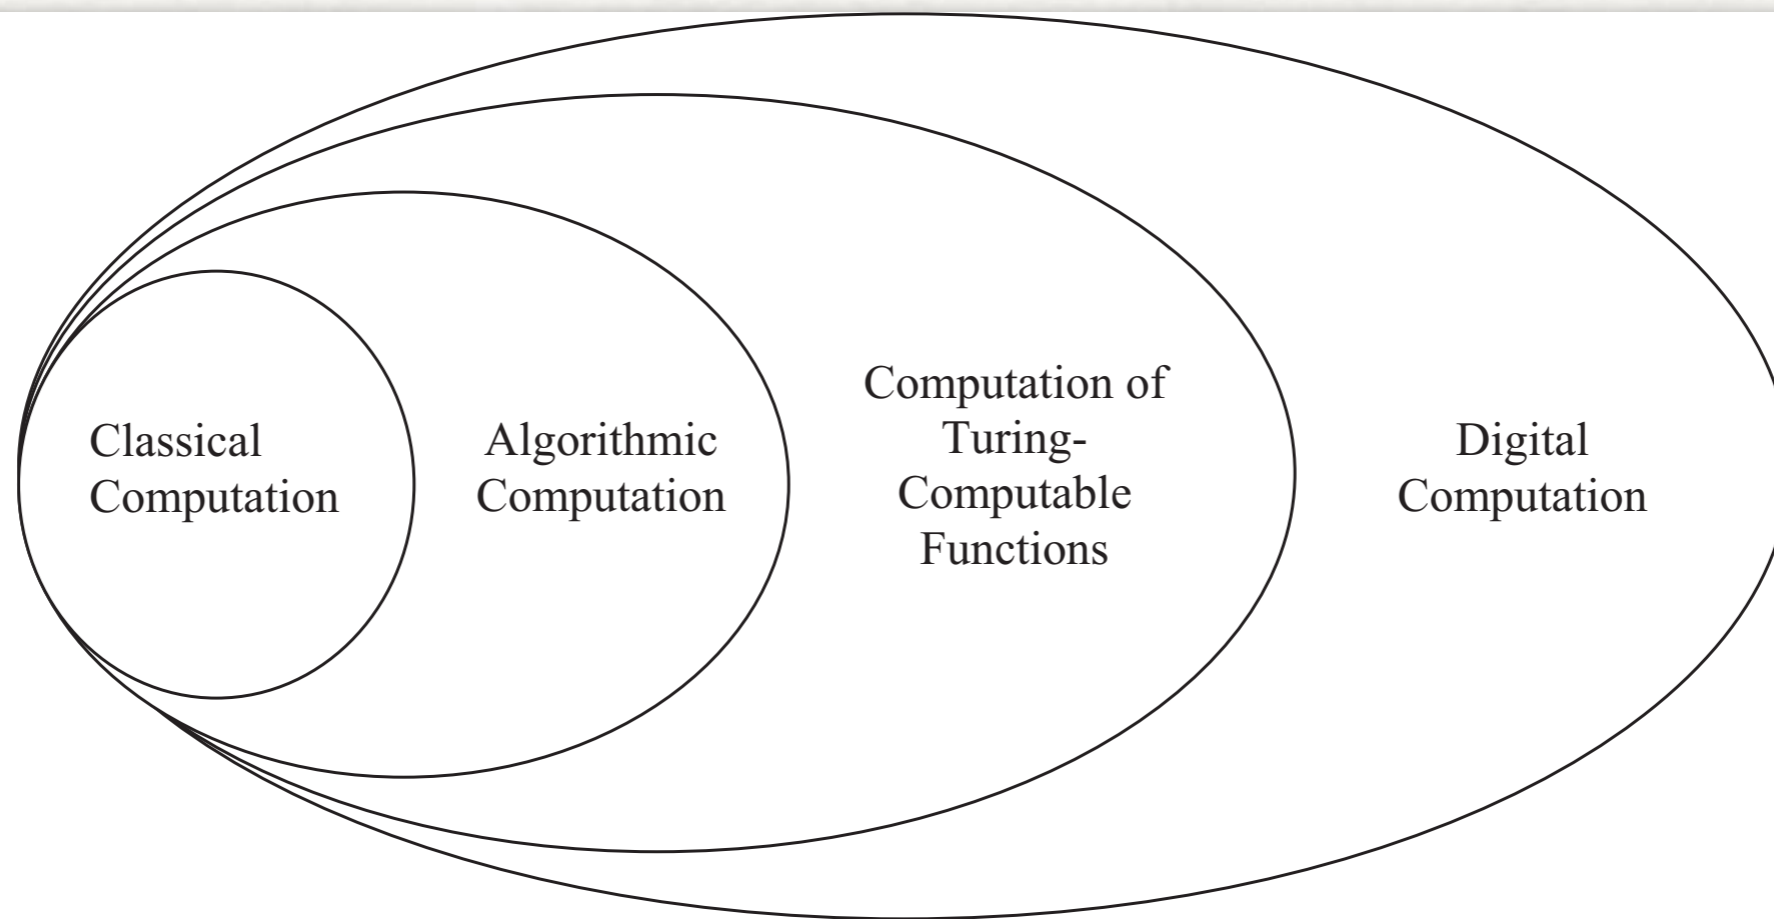 Classical
Computation
Algorithmic
Computation
Computation of
Turing-
Computable
Functions
Digital
Computation